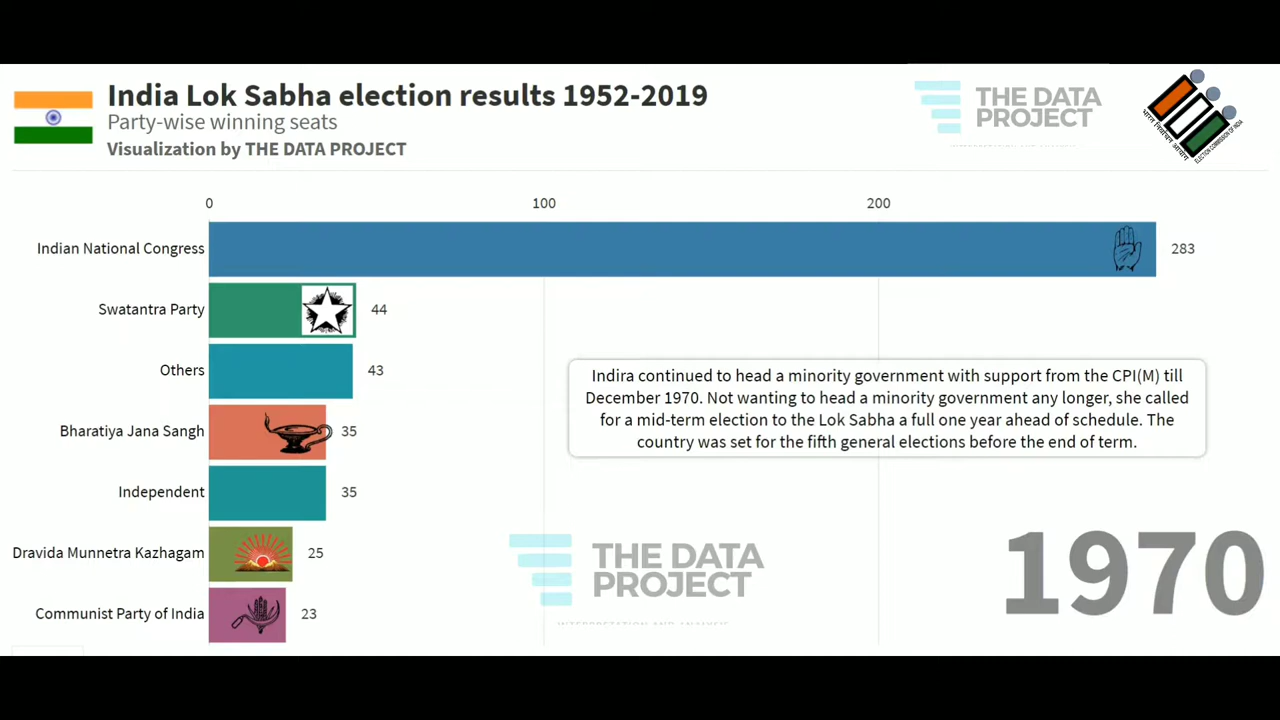 India Lok Sabha election results 1952-2019
Party-wise winning seats
Visualization by THE DATA PROJECT
THE DATA
PROJECT
ELECTION COMMISSION OF INDIA
0 100 200
Indian National Congress 283
Swatantra Party 44
Others 43
Bharatiya Jana Sangh 35
Independent 35
Dravida Munnetra Kazhagam 25
Communist Party of India 23
Indira continued to head a minority government with support from the CPI(M) till
December 1970. Not wanting to head a minority government any longer, she called
for a mid-term election to the Lok Sabha a full one year ahead of schedule. The
country was set for the fifth general elections before the end of term.
THE DATA
PROJECT
1970